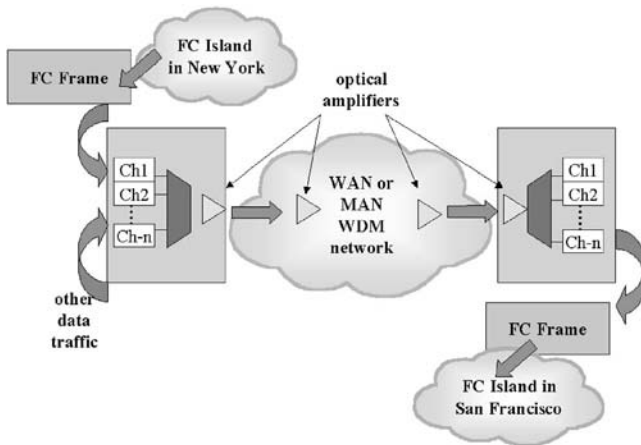 FC Island
in New York
FC Frame
optical
amplifiers
Ch1
Ch2
Ch-n
WAN or
MAN
WDM
network
Ch1
Ch2
Ch-n
other
data
traffic
FC Frame
FC Island in
San Francisco